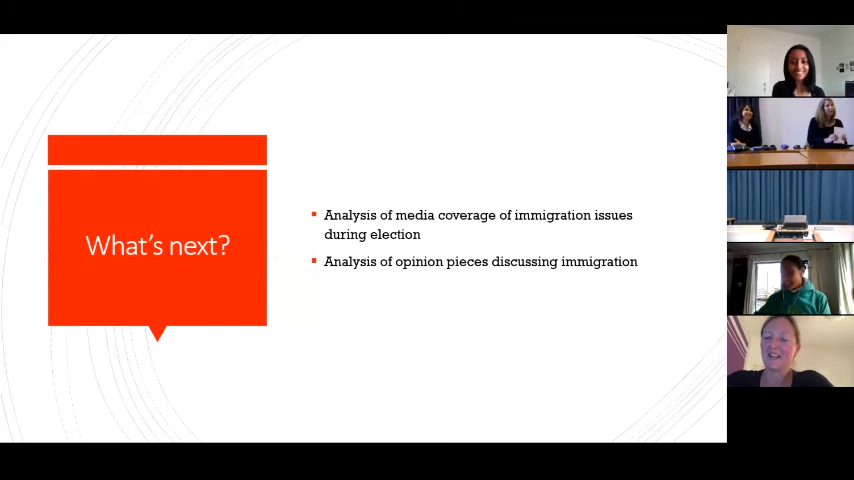 What's next?
Analysis of media coverage of immigration issues
during election
Analysis of opinion pieces discussing immigration